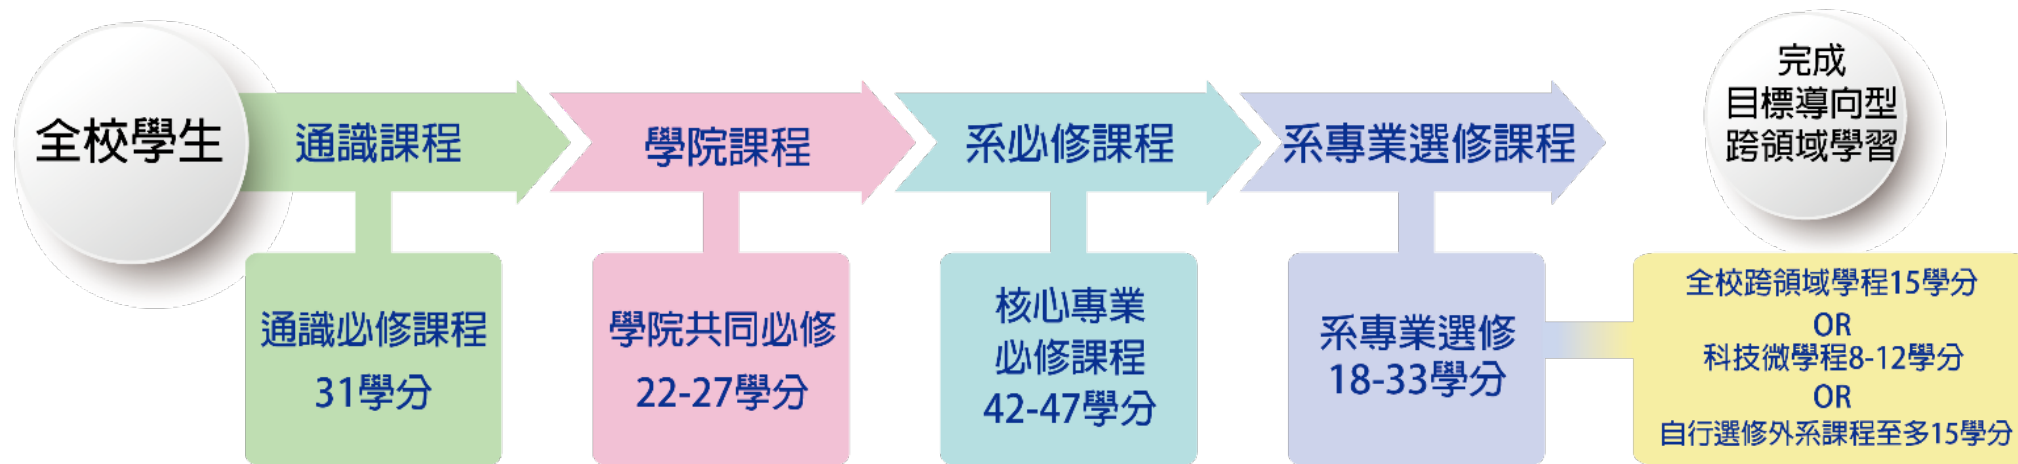 全校學生
通識課程
學院課程
系必修課程
系專業選修課程
完成
目標導向型
跨領域學習
通識必修課程
31學分
學院共同必修
22-27學分
核心專業
必修課程
42-47學分
系專業選修
18-33學分
全校跨領域學程15學分
OR
科技微學程8-12學分
OR
自行選修外系課程至多15學分